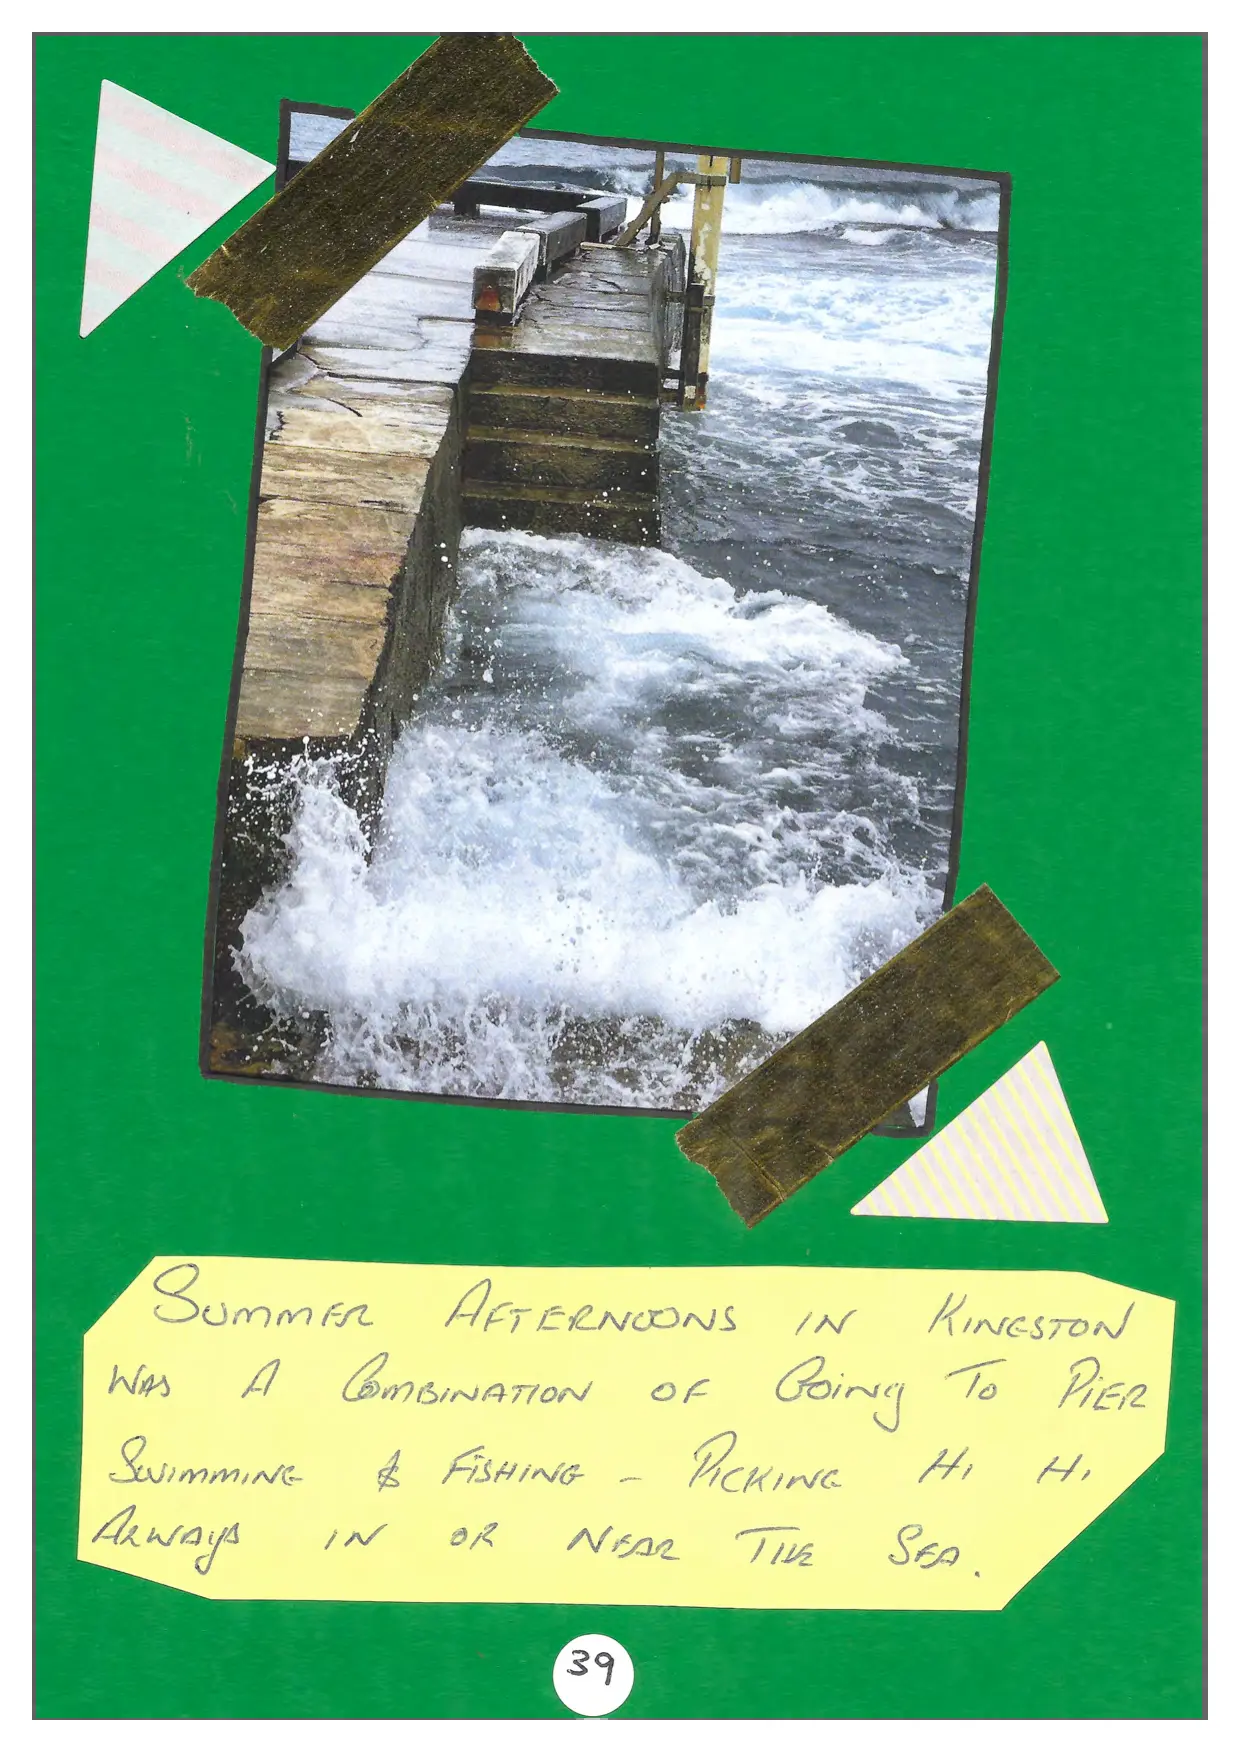 Summer Afternoons in Kingston
was a Combination of Going To Pier
Swimming & Fishing - Picking Hi Hi
Always in or near The Sea.
39